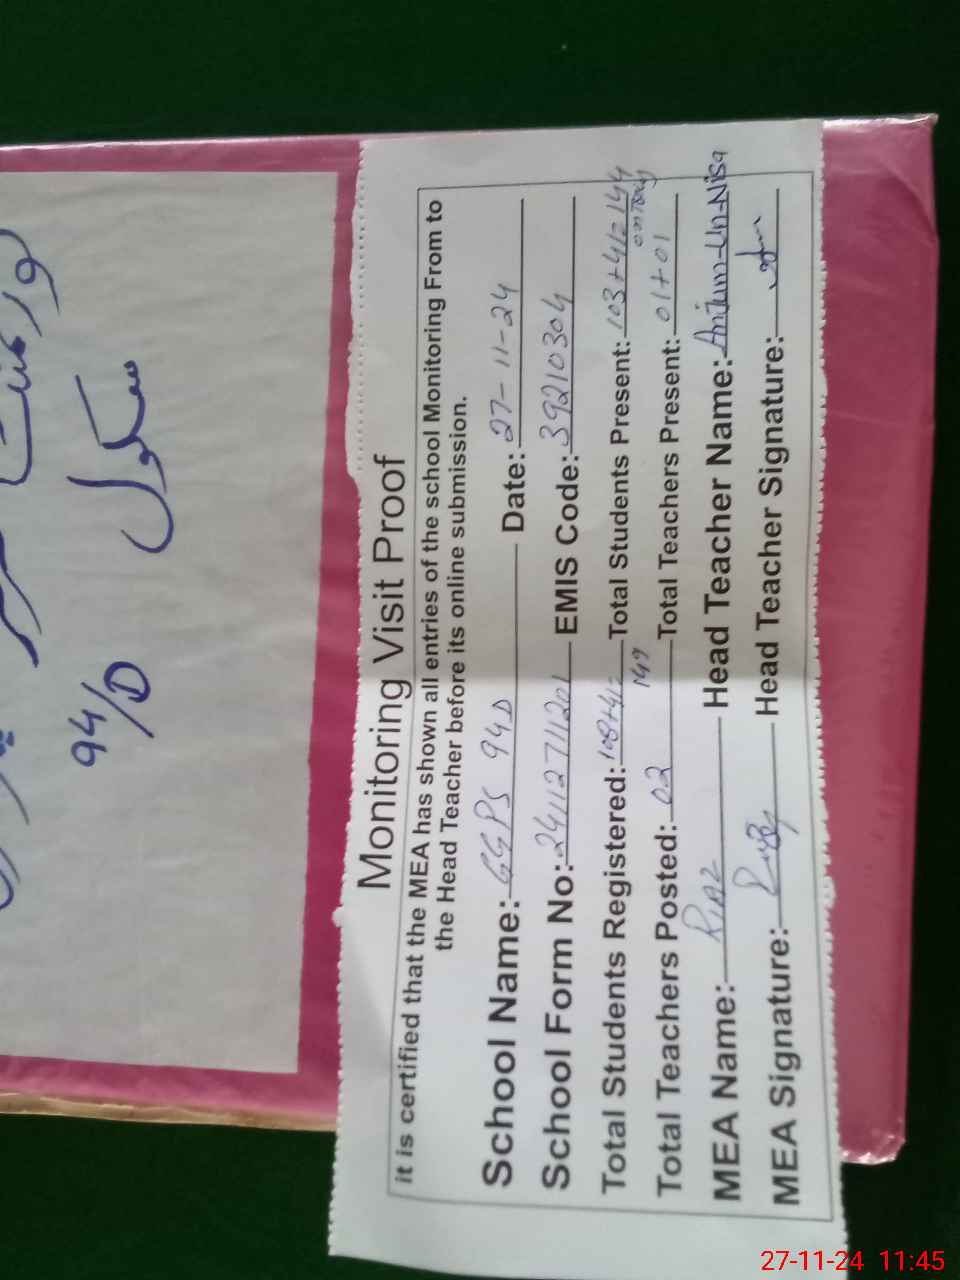 Monitoring Visit Proof
it is certified that the MEA has shown all entries of the school Monitoring From to
the Head Teacher before its online submission.
School Name: GGPS 94D Date: 27-11-24
School Form No: 241127111201 EMIS Code: 39210304
Total Students Registered: 108+41= 149 Total Students Present: 103+41=144
Total Teachers Posted: 02 Total Teachers Present: 01+01
MEA Name: Riaz Head Teacher Name: Anjum-Un-Nisa
MEA Signature: Head Teacher Signature:
سکول
94/D
27-11-24 11:45